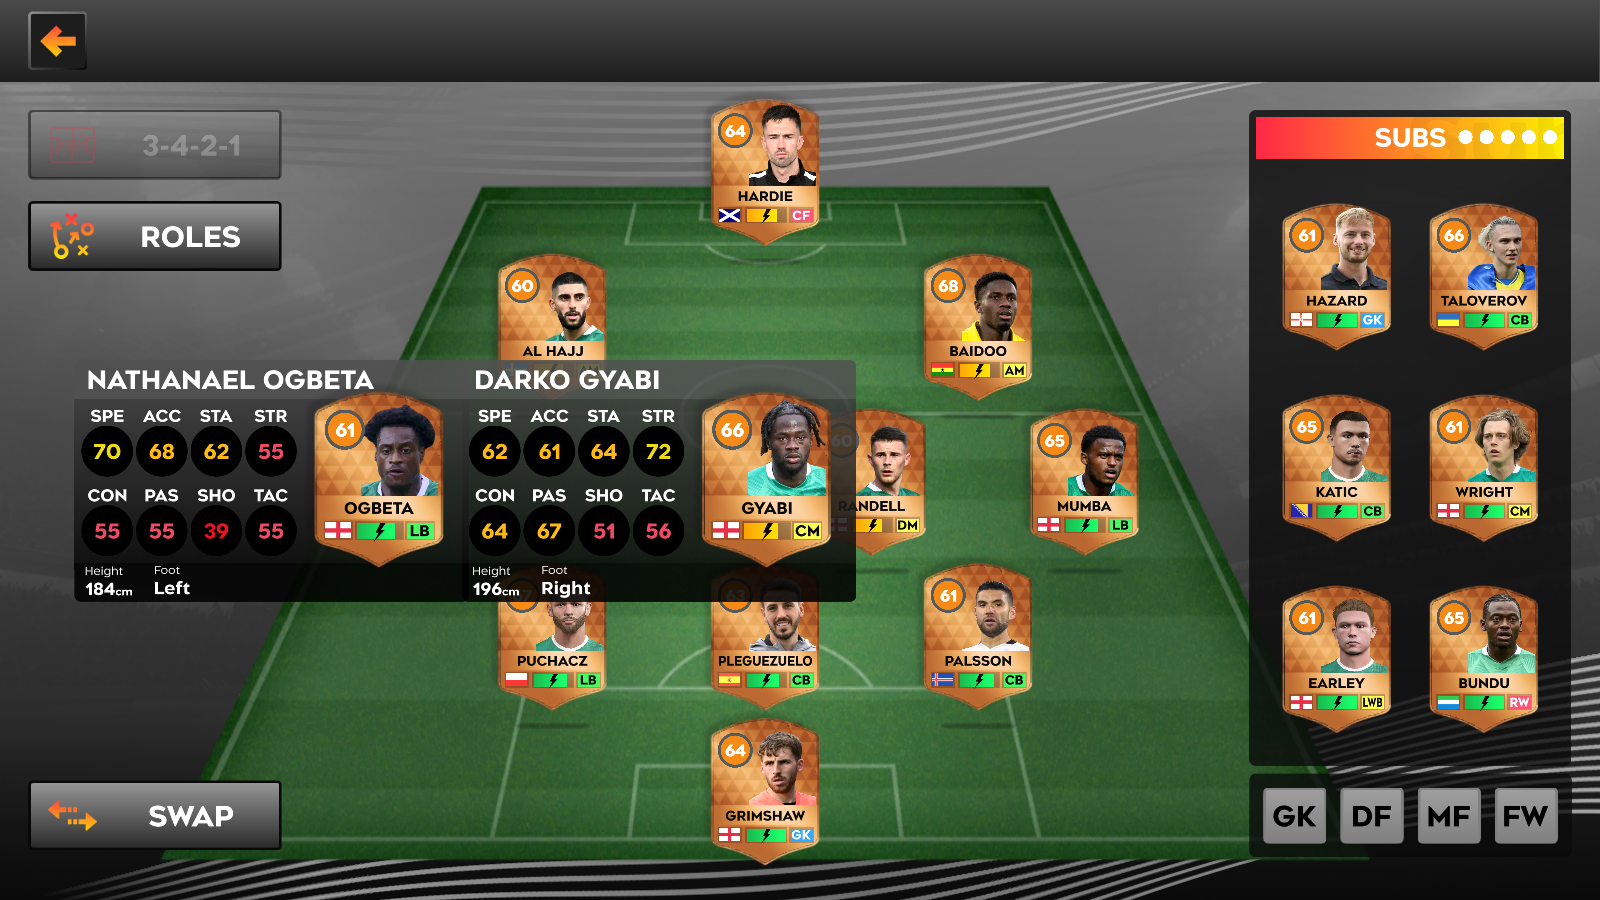 3-4-2-1
ROLES
64
HARDIE
CF
60
AL HAJJ
68
BAIDOO
AM
SUBS
61
HAZARD
GK
66
TALOVEROV
CB
65
KATIC
CB
61
WRIGHT
CM
61
EARLEY
LWB
65
BUNDU
RW
NATHANAEL OGBETA
SPE ACC STA STR
70 68 62 55
CON PAS SHO TAC
55 55 39 55
Height Foot
184cm Left
61
OGBETA
LB
DARKO GYABI
SPE ACC STA STR
62 61 64 72
CON PAS SHO TAC
64 67 51 56
Height Foot
196cm Right
66
GYABI
CM
60
RANDELL
DM
65
MUMBA
LB
PUCHACZ
LB
63
PLEGUEZUELO
CB
61
PALSSON
CB
64
GRIMSHAW
GK
SWAP
GK DF MF FW